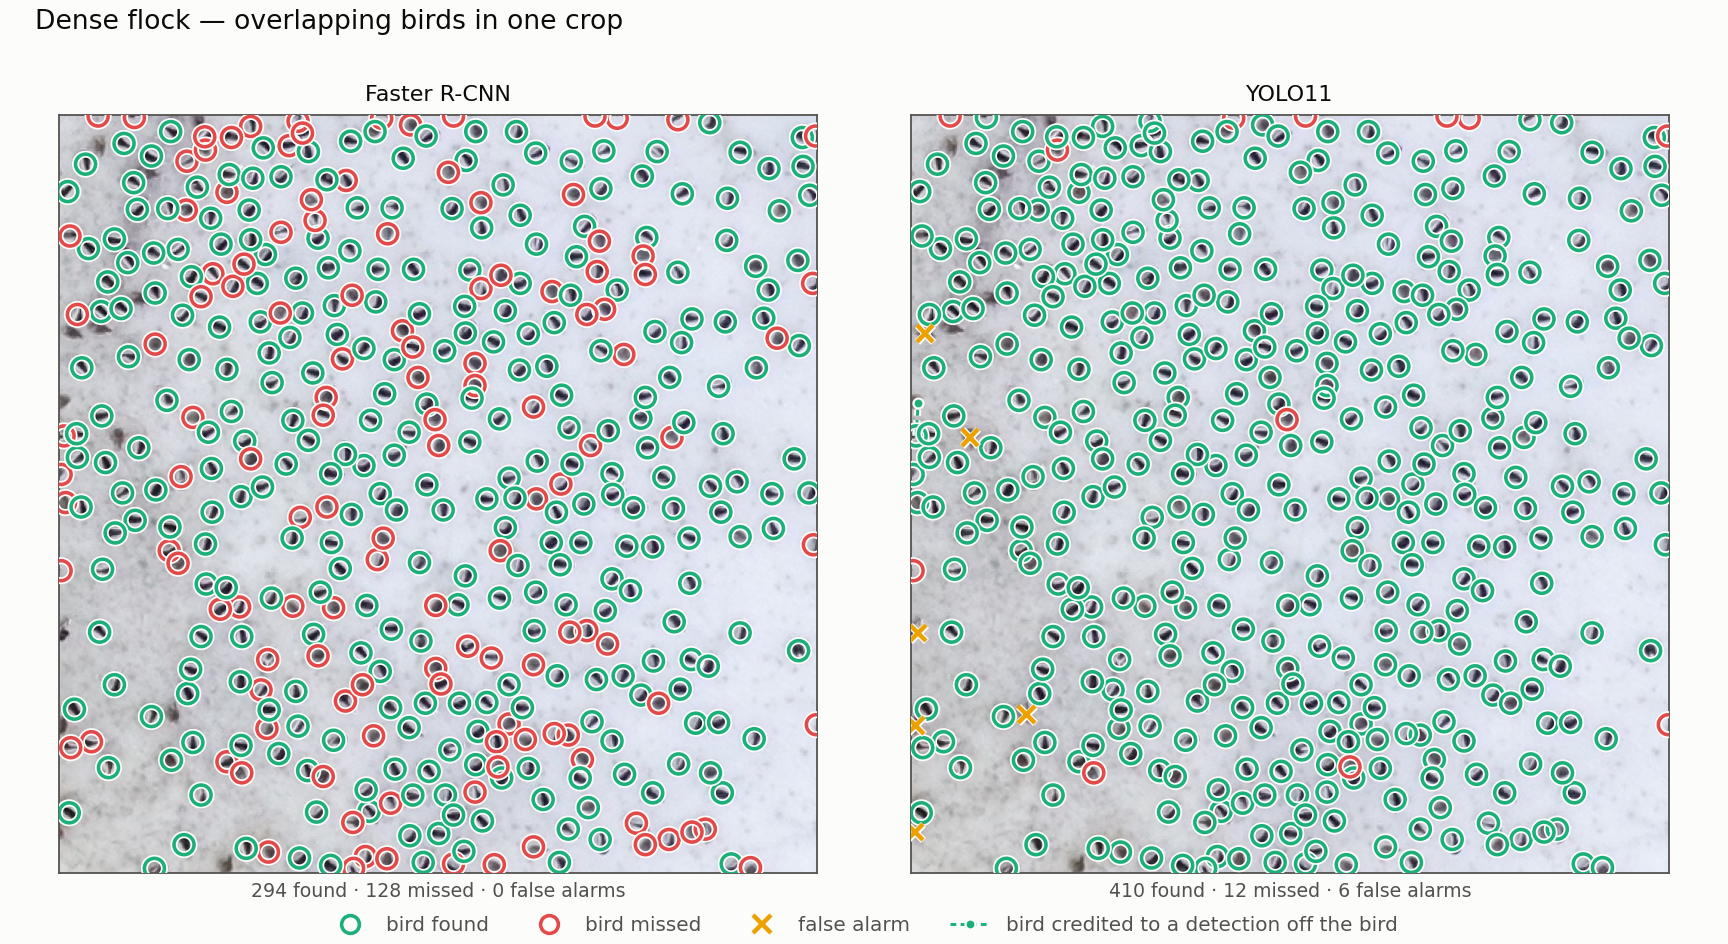 Dense flock — overlapping birds in one crop
Faster R-CNN
YOLO11
294 found · 128 missed · 0 false alarms
410 found · 12 missed · 6 false alarms
bird found
bird missed
false alarm
bird credited to a detection off the bird